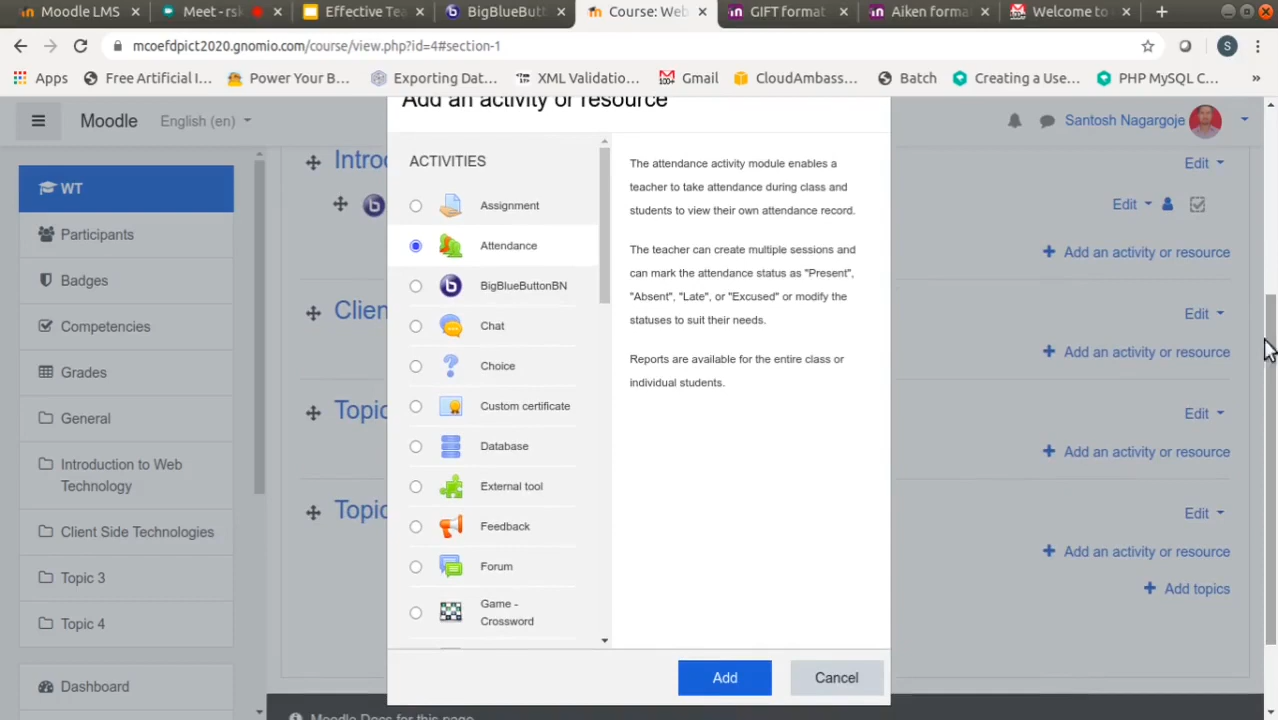 Moodle LMS
Meet - rsk
Effective Tea
BigBlueButt
Course: Web
GIFT format
Aiken forma
Welcome to
mcoefdpict2020.gnomio.com/course/view.php?id=4#section-1
S
Apps
Free Artificial I...
Power Your B...
Exporting Dat...
XML Validatio...
Gmail
CloudAmbass...
Batch
Creating a Use...
PHP MySQL C...
»
Add an activity or resource
Moodle
English (en)
Santosh Nagargoje
WT
Participants
Badges
Competencies
Grades
General
Introduction to Web
Technology
Client Side Technologies
Topic 3
Topic 4
Dashboard
Intro
Edit
Edit
Add an activity or resource
Clien
Edit
Add an activity or resource
Topic
Edit
Add an activity or resource
Topic
Edit
Add an activity or resource
Add topics
ACTIVITIES
Assignment
Attendance
BigBlueButtonBN
Chat
Choice
Custom certificate
Database
External tool
Feedback
Forum
Game -
Crossword
The attendance activity module enables a
teacher to take attendance during class and
students to view their own attendance record.
The teacher can create multiple sessions and
can mark the attendance status as "Present",
"Absent", "Late", or "Excused" or modify the
statuses to suit their needs.
Reports are available for the entire class or
individual students.
Add
Cancel
Moodle Docs for this page